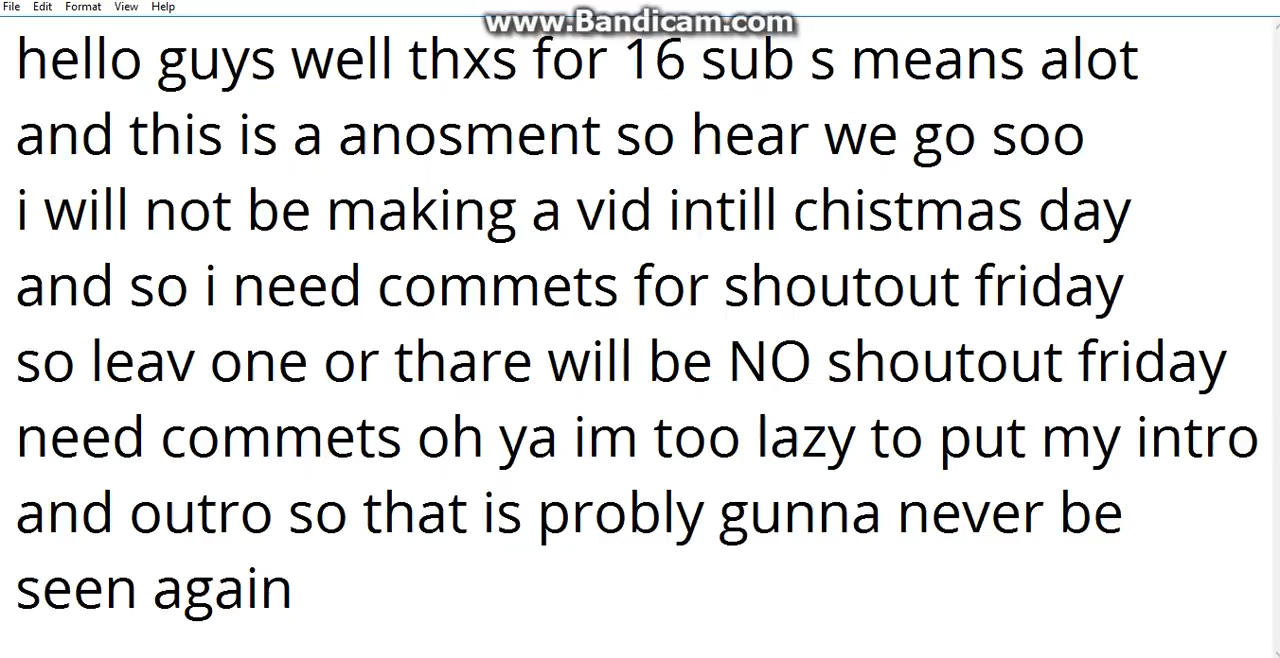 File Edit Format View Help
www.Bandicam.com
hello guys well thxs for 16 sub s means alot
and this is a anosment so hear we go soo
i will not be making a vid intill chistmas day
and so i need commets for shoutout friday
so leav one or thare will be NO shoutout friday
need commets oh ya im too lazy to put my intro
and outro so that is probly gunna never be
seen again